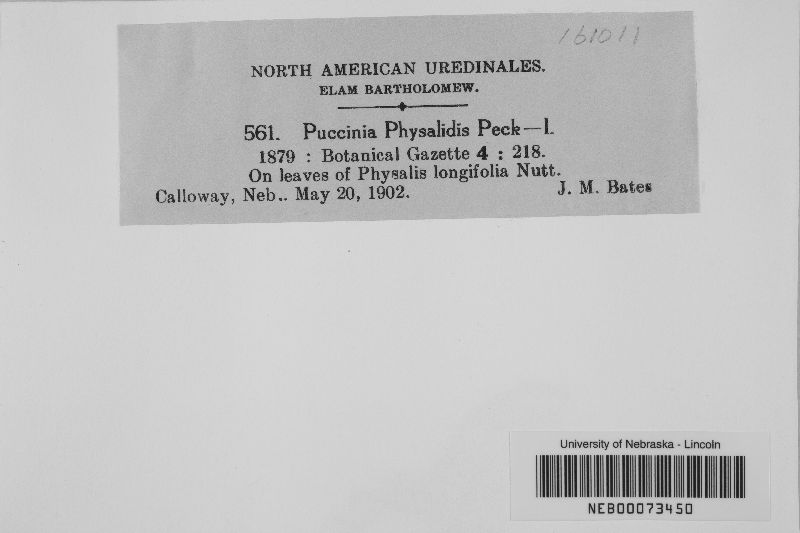 161011
NORTH AMERICAN UREDINALES.
ELAM BARTHOLOMEW.
561. Puccinia Physalidis Peck—I.
1879 : Botanical Gazette 4 : 218.
On leaves of Physalis longifolia Nutt.
Calloway, Neb.. May 20, 1902. J. M. Bates
University of Nebraska - Lincoln
NEB00073450